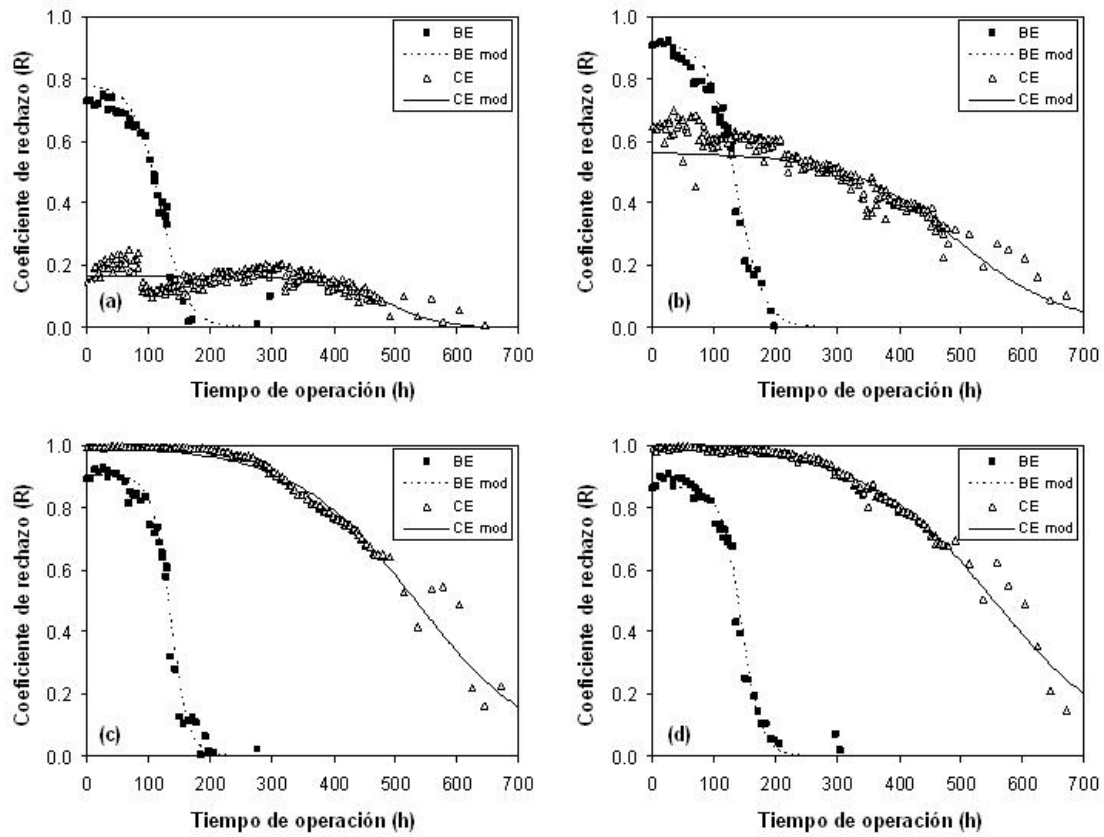 Coeficiente de rechazo (R)
1.0
0.8
0.6
0.4
0.2
0.0
BE
BE mod
CE
CE mod
(a)
0 100 200 300 400 500 600 700
Tiempo de operación (h)
Coeficiente de rechazo (R)
1.0
0.8
0.6
0.4
0.2
0.0
BE
BE mod
CE
CE mod
(b)
0 100 200 300 400 500 600 700
Tiempo de operación (h)
Coeficiente de rechazo (R)
1.0
0.8
0.6
0.4
0.2
0.0
BE
BE mod
CE
CE mod
(c)
0 100 200 300 400 500 600 700
Tiempo de operación (h)
Coeficiente de rechazo (R)
1.0
0.8
0.6
0.4
0.2
0.0
BE
BE mod
CE
CE mod
(d)
0 100 200 300 400 500 600 700
Tiempo de operación (h)